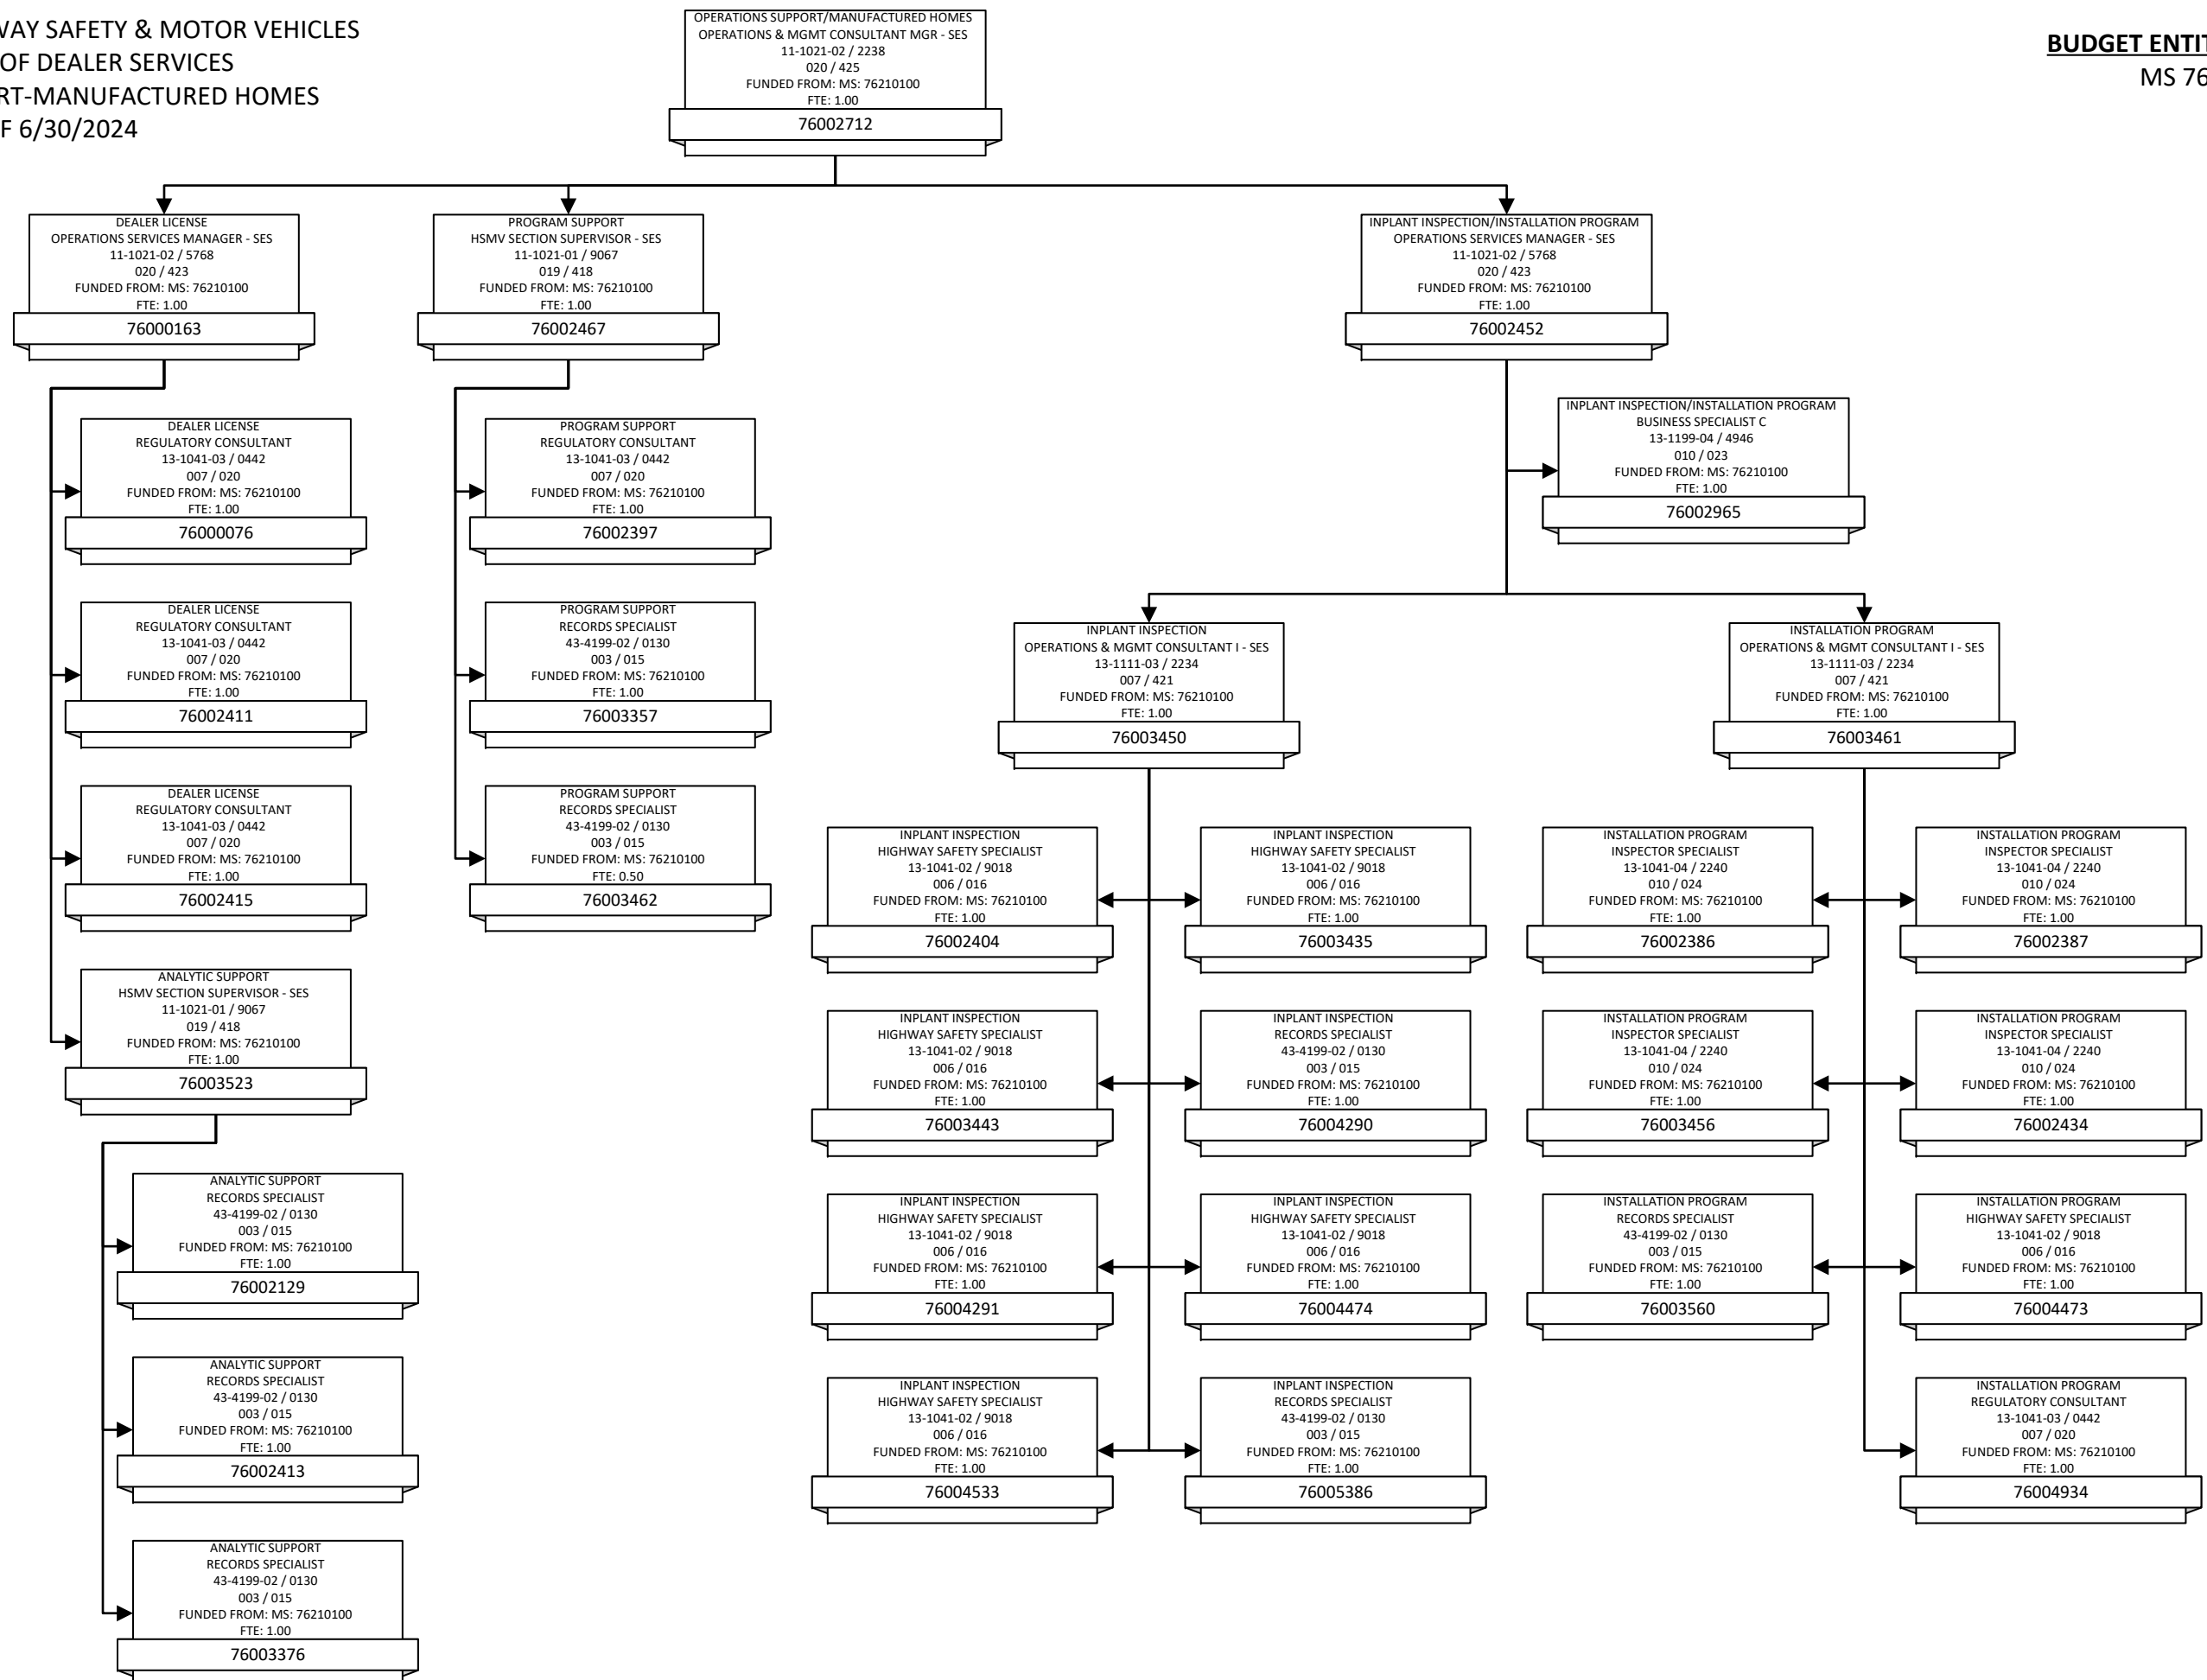 WAY SAFETY & MOTOR VEHICLES
OF DEALER SERVICES
RT-MANUFACTURED HOMES
F 6/30/2024
BUDGET ENTIT
MS 76
OPERATIONS SUPPORT/MANUFACTURED HOMES
OPERATIONS & MGMT CONSULTANT MGR - SES
11-1021-02 / 2238
020 / 425
FUNDED FROM: MS: 76210100
FTE: 1.00
76002712
DEALER LICENSE
OPERATIONS SERVICES MANAGER - SES
11-1021-02 / 5768
020 / 423
FUNDED FROM: MS: 76210100
FTE: 1.00
76000163
PROGRAM SUPPORT
HSMV SECTION SUPERVISOR - SES
11-1021-01 / 9067
019 / 418
FUNDED FROM: MS: 76210100
FTE: 1.00
76002467
INPLANT INSPECTION/INSTALLATION PROGRAM
OPERATIONS SERVICES MANAGER - SES
11-1021-02 / 5768
020 / 423
FUNDED FROM: MS: 76210100
FTE: 1.00
76002452
DEALER LICENSE
REGULATORY CONSULTANT
13-1041-03 / 0442
007 / 020
FUNDED FROM: MS: 76210100
FTE: 1.00
76000076
PROGRAM SUPPORT
REGULATORY CONSULTANT
13-1041-03 / 0442
007 / 020
FUNDED FROM: MS: 76210100
FTE: 1.00
76002397
INPLANT INSPECTION/INSTALLATION PROGRAM
BUSINESS SPECIALIST C
13-1199-04 / 4946
010 / 023
FUNDED FROM: MS: 76210100
FTE: 1.00
76002965
DEALER LICENSE
REGULATORY CONSULTANT
13-1041-03 / 0442
007 / 020
FUNDED FROM: MS: 76210100
FTE: 1.00
76002411
PROGRAM SUPPORT
RECORDS SPECIALIST
43-4199-02 / 0130
003 / 015
FUNDED FROM: MS: 76210100
FTE: 1.00
76003357
INPLANT INSPECTION
OPERATIONS & MGMT CONSULTANT I - SES
13-1111-03 / 2234
007 / 421
FUNDED FROM: MS: 76210100
FTE: 1.00
76003450
INSTALLATION PROGRAM
OPERATIONS & MGMT CONSULTANT I - SES
13-1111-03 / 2234
007 / 421
FUNDED FROM: MS: 76210100
FTE: 1.00
76003461
DEALER LICENSE
REGULATORY CONSULTANT
13-1041-03 / 0442
007 / 020
FUNDED FROM: MS: 76210100
FTE: 1.00
76002415
PROGRAM SUPPORT
RECORDS SPECIALIST
43-4199-02 / 0130
003 / 015
FUNDED FROM: MS: 76210100
FTE: 0.50
76003462
INPLANT INSPECTION
HIGHWAY SAFETY SPECIALIST
13-1041-02 / 9018
006 / 016
FUNDED FROM: MS: 76210100
FTE: 1.00
76002404
INPLANT INSPECTION
HIGHWAY SAFETY SPECIALIST
13-1041-02 / 9018
006 / 016
FUNDED FROM: MS: 76210100
FTE: 1.00
76003435
INSTALLATION PROGRAM
INSPECTOR SPECIALIST
13-1041-04 / 2240
010 / 024
FUNDED FROM: MS: 76210100
FTE: 1.00
76002386
INSTALLATION PROGRAM
INSPECTOR SPECIALIST
13-1041-04 / 2240
010 / 024
FUNDED FROM: MS: 76210100
FTE: 1.00
76002387
ANALYTIC SUPPORT
HSMV SECTION SUPERVISOR - SES
11-1021-01 / 9067
019 / 418
FUNDED FROM: MS: 76210100
FTE: 1.00
76003523
INPLANT INSPECTION
HIGHWAY SAFETY SPECIALIST
13-1041-02 / 9018
006 / 016
FUNDED FROM: MS: 76210100
FTE: 1.00
76003443
INPLANT INSPECTION
RECORDS SPECIALIST
43-4199-02 / 0130
003 / 015
FUNDED FROM: MS: 76210100
FTE: 1.00
76004290
INSTALLATION PROGRAM
INSPECTOR SPECIALIST
13-1041-04 / 2240
010 / 024
FUNDED FROM: MS: 76210100
FTE: 1.00
76003456
INSTALLATION PROGRAM
INSPECTOR SPECIALIST
13-1041-04 / 2240
010 / 024
FUNDED FROM: MS: 76210100
FTE: 1.00
76002434
ANALYTIC SUPPORT
RECORDS SPECIALIST
43-4199-02 / 0130
003 / 015
FUNDED FROM: MS: 76210100
FTE: 1.00
76002129
INPLANT INSPECTION
HIGHWAY SAFETY SPECIALIST
13-1041-02 / 9018
006 / 016
FUNDED FROM: MS: 76210100
FTE: 1.00
76004291
INPLANT INSPECTION
HIGHWAY SAFETY SPECIALIST
13-1041-02 / 9018
006 / 016
FUNDED FROM: MS: 76210100
FTE: 1.00
76004474
INSTALLATION PROGRAM
RECORDS SPECIALIST
43-4199-02 / 0130
003 / 015
FUNDED FROM: MS: 76210100
FTE: 1.00
76003560
INSTALLATION PROGRAM
HIGHWAY SAFETY SPECIALIST
13-1041-02 / 9018
006 / 016
FUNDED FROM: MS: 76210100
FTE: 1.00
76004473
ANALYTIC SUPPORT
RECORDS SPECIALIST
43-4199-02 / 0130
003 / 015
FUNDED FROM: MS: 76210100
FTE: 1.00
76002413
INPLANT INSPECTION
HIGHWAY SAFETY SPECIALIST
13-1041-02 / 9018
006 / 016
FUNDED FROM: MS: 76210100
FTE: 1.00
76004533
INPLANT INSPECTION
RECORDS SPECIALIST
43-4199-02 / 0130
003 / 015
FUNDED FROM: MS: 76210100
FTE: 1.00
76005386
INSTALLATION PROGRAM
REGULATORY CONSULTANT
13-1041-03 / 0442
007 / 020
FUNDED FROM: MS: 76210100
FTE: 1.00
76004934
ANALYTIC SUPPORT
RECORDS SPECIALIST
43-4199-02 / 0130
003 / 015
FUNDED FROM: MS: 76210100
FTE: 1.00
76003376